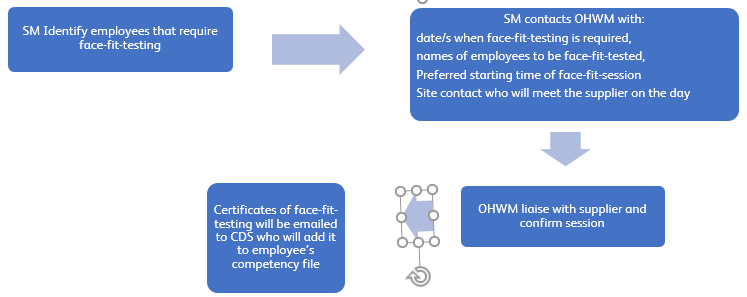 SM Identify employees that require
face-fit-testing
SM contacts OHWM with:
date/s when face-fit-testing is required,
names of employees to be face-fit-tested,
Preferred starting time of face-fit-session
Site contact who will meet the supplier on the day
OHWM liaise with supplier and
confirm session
Certificates of face-fit-
testing will be emailed
to CDS who will add it
to employee's
competency file